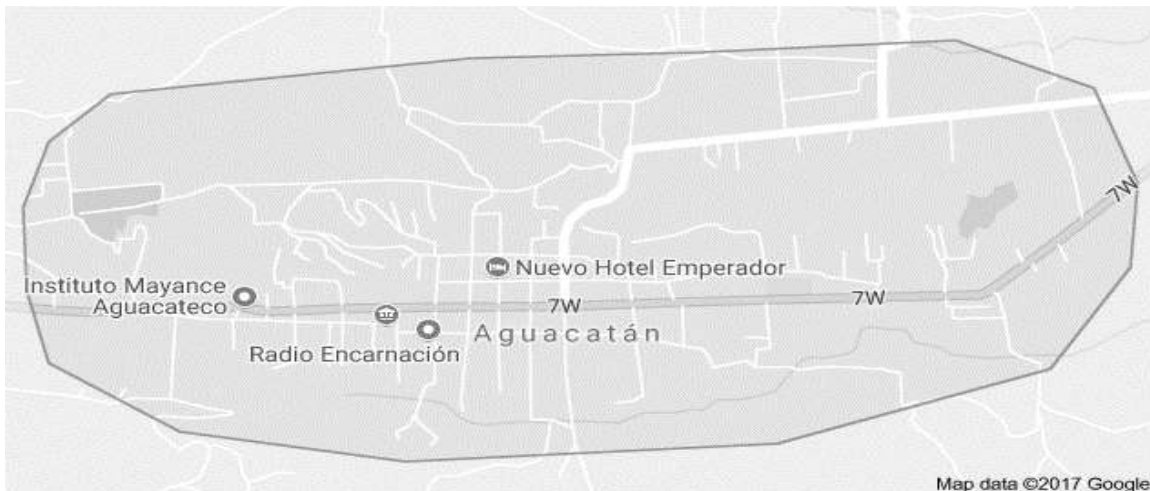 7W
Nuevo Hotel Emperador
Instituto Mayance
Aguacateco
7W
7W
Aguacatán
Radio Encarnación
Map data ©2017 Google